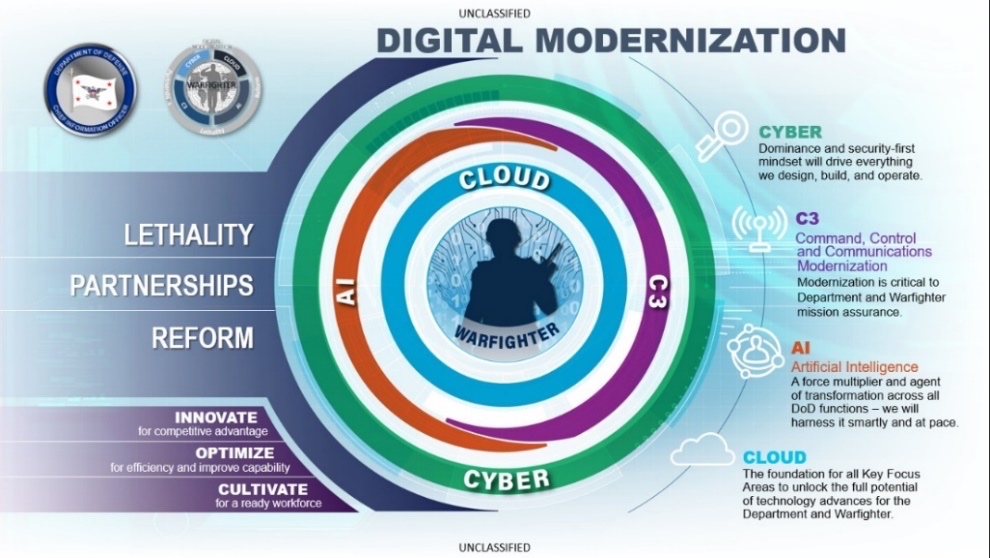 UNCLASSIFIED
DIGITAL MODERNIZATION
DEPARTMENT OF DEFENSE
CHIEF INFORMATION OFFICER
CYBER
CLOUD
WARFIGHTER
C3
AI
LETHALITY
PARTNERSHIPS
REFORM
INNOVATE
for competitive advantage
OPTIMIZE
for efficiency and improve capability
CULTIVATE
for a ready workforce
CLOUD
AI
C3
WARFIGHTER
CYBER
CYBER
Dominance and security-first
mindset will drive everything
we design, build, and operate.
C3
Command, Control
and Communications
Modernization
Modernization is critical to
Department and Warfighter
mission assurance.
AI
Artificial Intelligence
A force multiplier and agent
of transformation across all
DoD functions – we will
harness it smartly and at pace.
CLOUD
The foundation for all Key Focus
Areas to unlock the full potential
of technology advances for the
Department and Warfighter.
UNCLASSIFIED